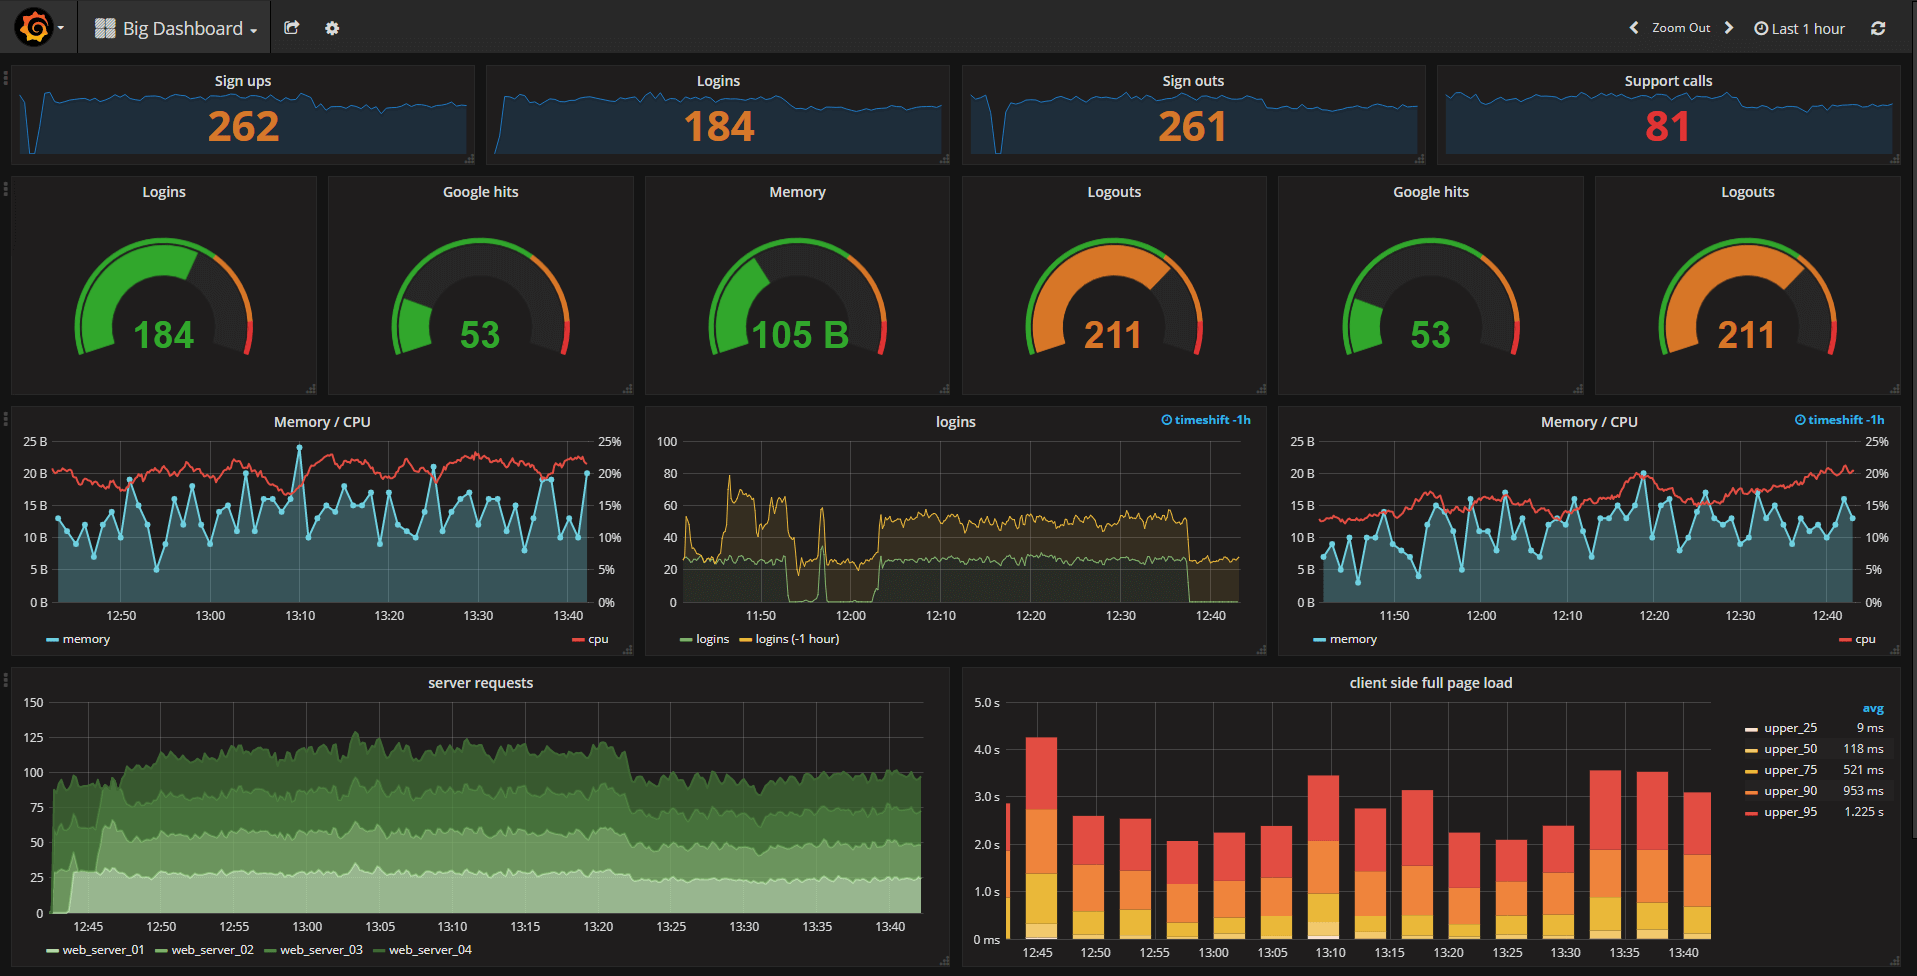 Big Dashboard
Zoom Out
Last 1 hour
Sign ups
262
Logins
184
Sign outs
261
Support calls
81
Logins
184
Google hits
53
Memory
105 B
Logouts
211
Google hits
53
Logouts
211
Memory / CPU
25 B
20 B
15 B
10 B
5 B
0 B
25%
20%
15%
10%
5%
0%
12:50 13:00 13:10 13:20 13:30 13:40
memory cpu
logins
timeshift -1h
100
80
60
40
20
0
11:50 12:00 12:10 12:20 12:30 12:40
logins logins (-1 hour)
Memory / CPU
timeshift -1h
25 B
20 B
15 B
10 B
5 B
0 B
25%
20%
15%
10%
5%
0%
11:50 12:00 12:10 12:20 12:30 12:40
memory cpu
server requests
150
125
100
75
50
25
0
12:45 12:50 12:55 13:00 13:05 13:10 13:15 13:20 13:25 13:30 13:35 13:40
web_server_01 web_server_02 web_server_03 web_server_04
client side full page load
5.0 s
4.0 s
3.0 s
2.0 s
1.0 s
0 ms
12:45 12:50 12:55 13:00 13:05 13:10 13:15 13:20 13:25 13:30 13:35 13:40
avg
upper_25 9 ms
upper_50 118 ms
upper_75 521 ms
upper_90 953 ms
upper_95 1.225 s